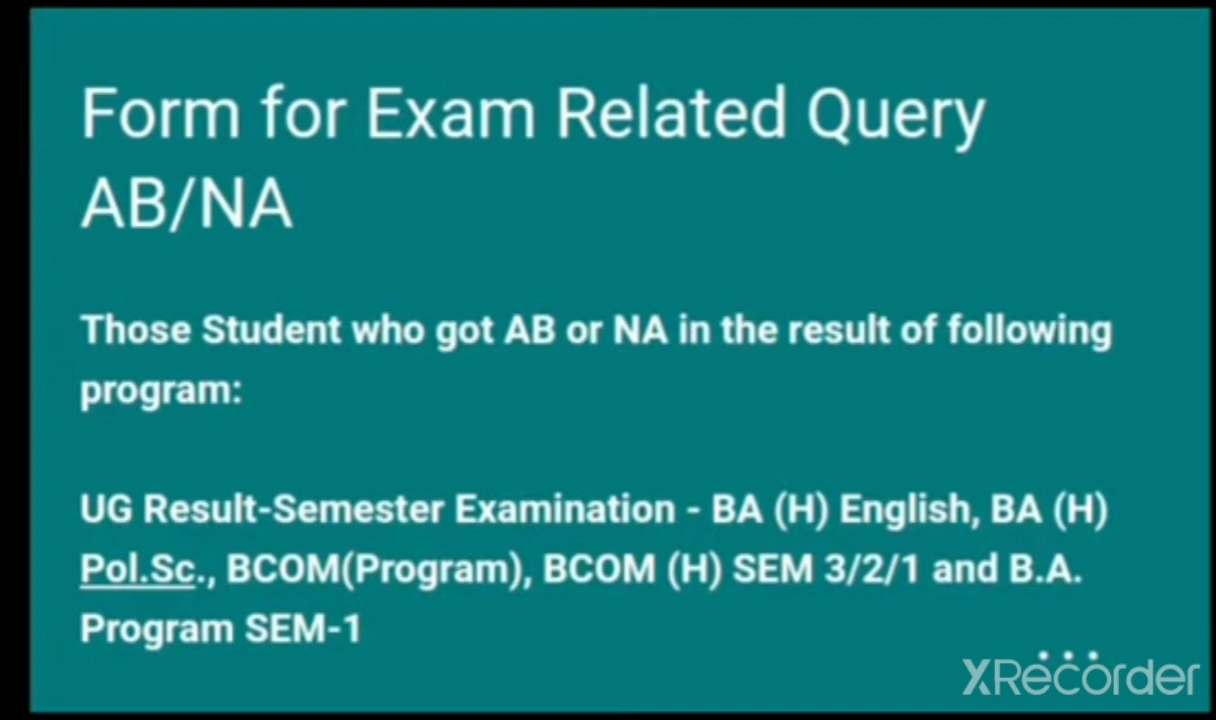 Form for Exam Related Query
AB/NA
Those Student who got AB or NA in the result of following
program:
UG Result-Semester Examination - BA (H) English, BA (H)
Pol.Sc., BCOM(Program), BCOM (H) SEM 3/2/1 and B.A.
Program SEM-1
...
XRecorder